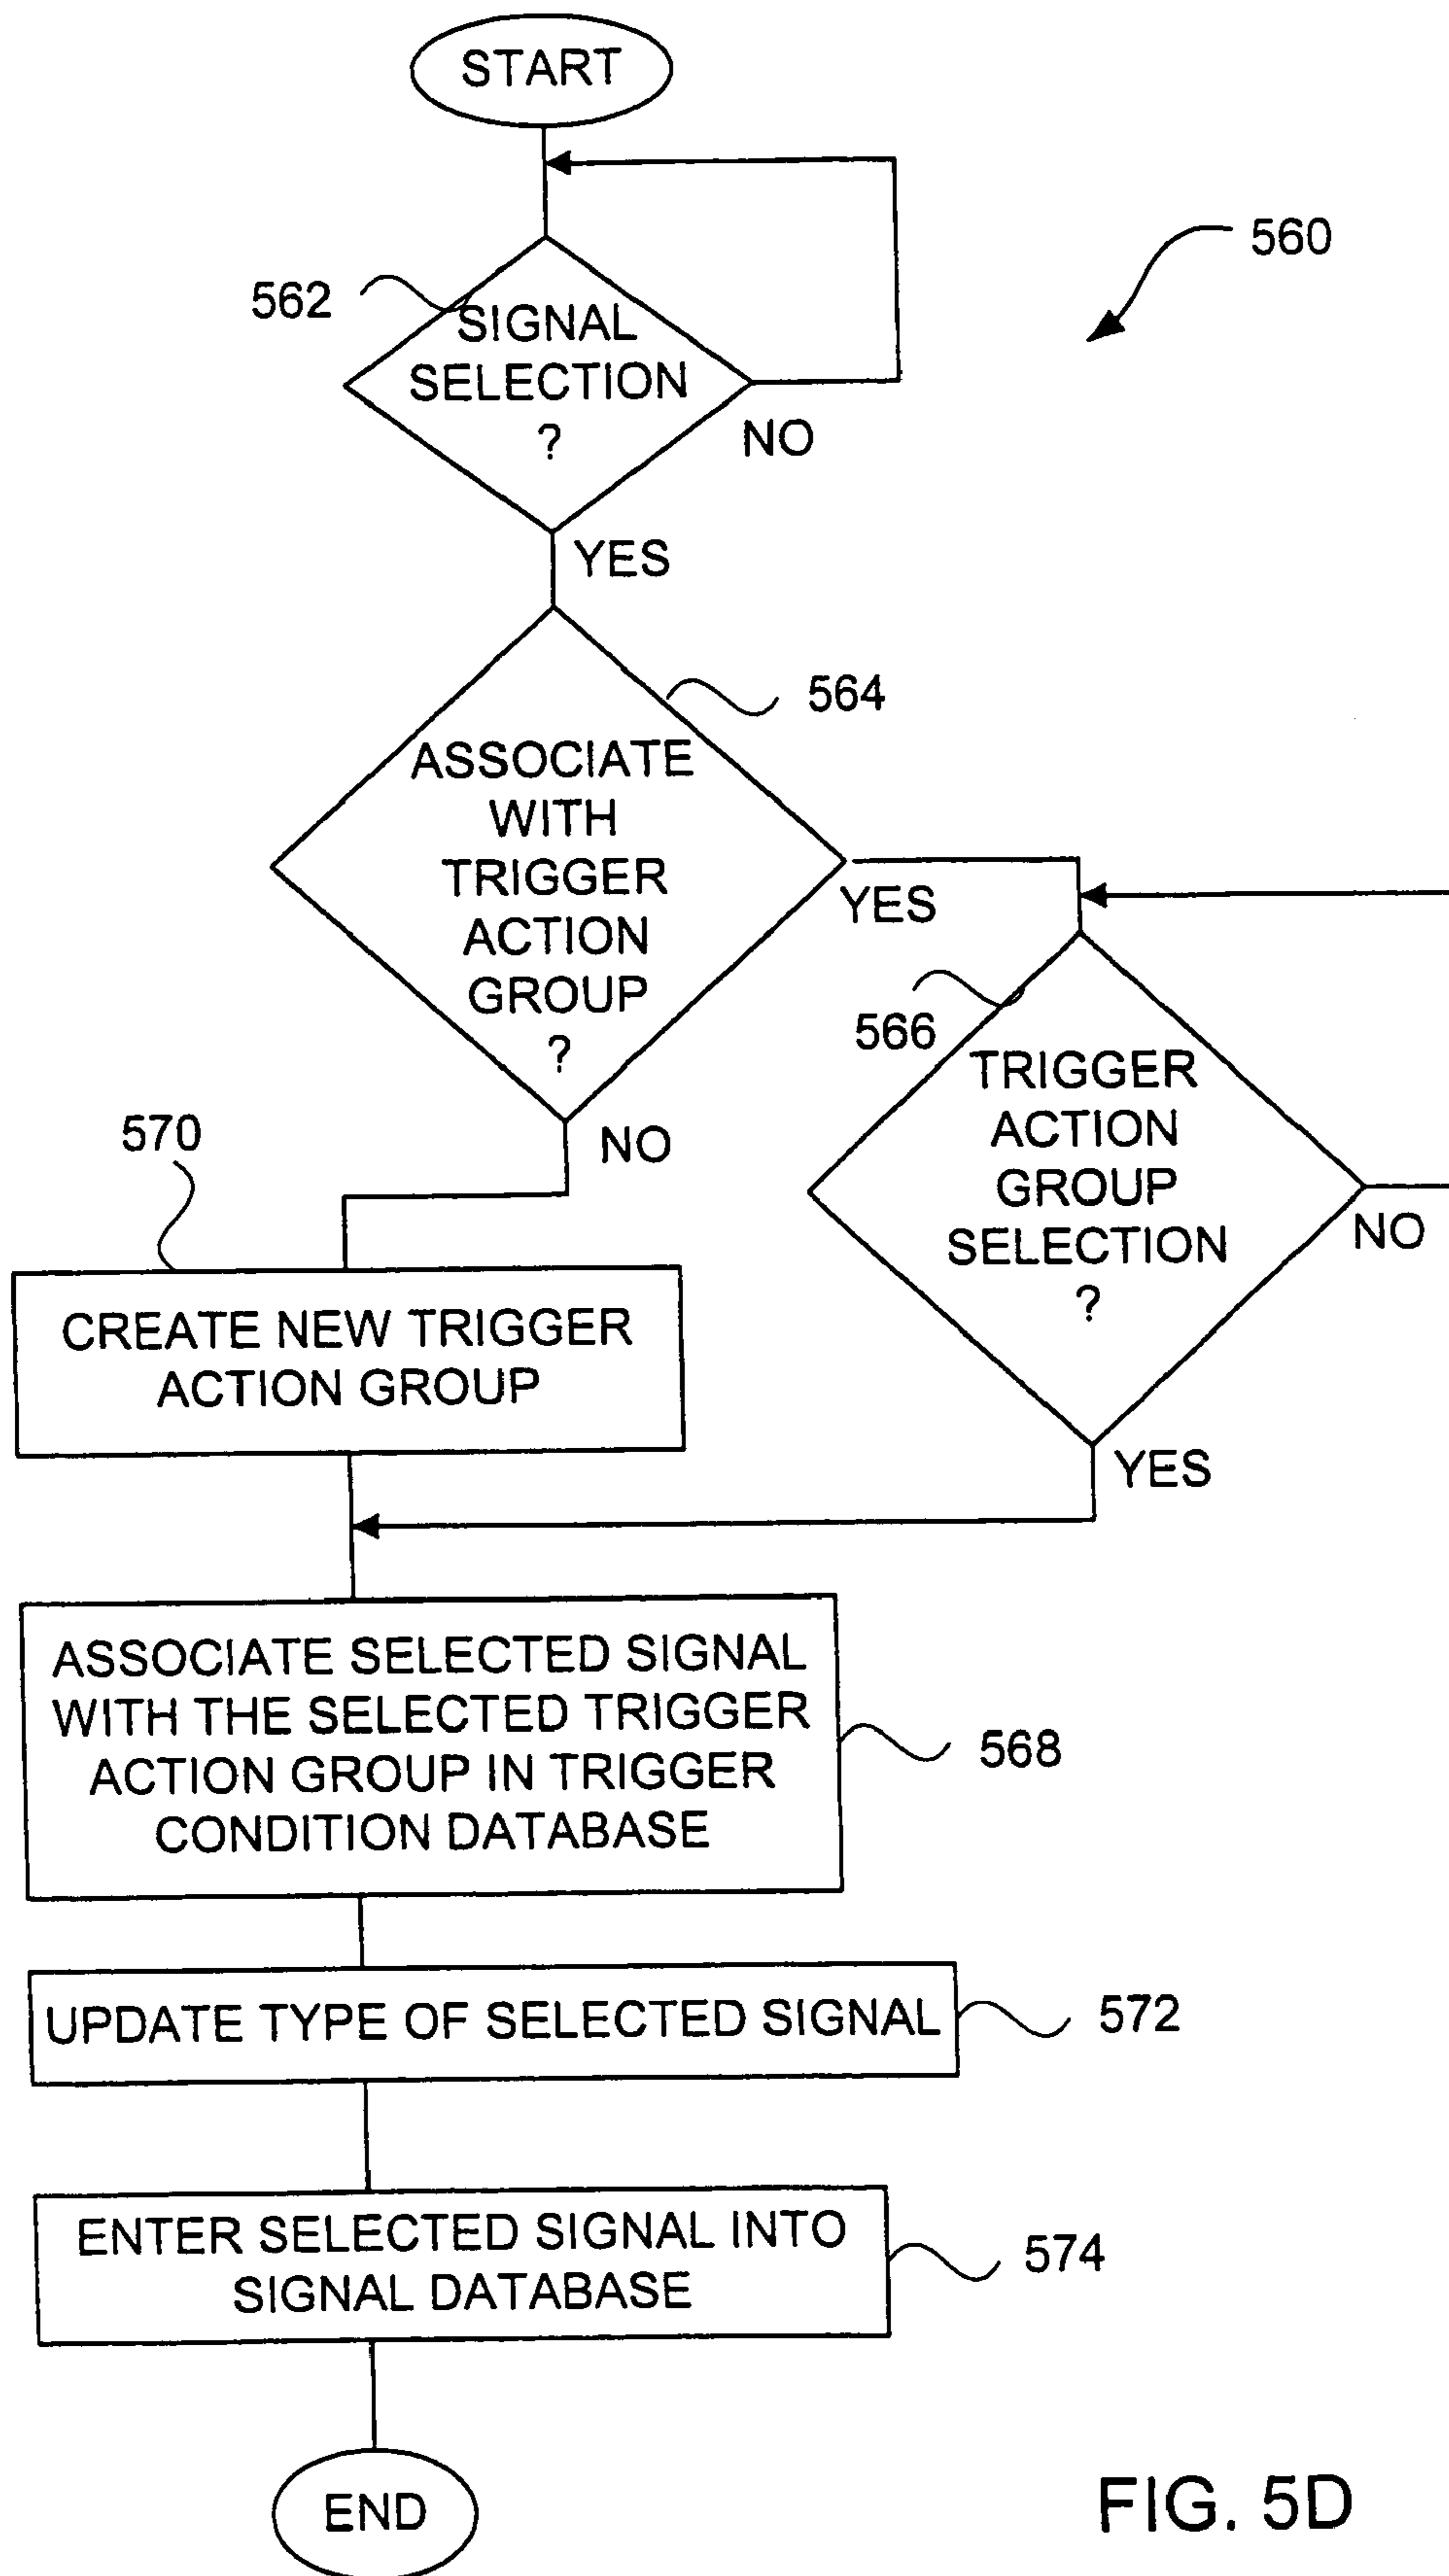 START
560
562
SIGNAL
SELECTION
?
NO
YES
564
ASSOCIATE
WITH
TRIGGER
ACTION
GROUP
?
YES
566
TRIGGER
ACTION
GROUP
SELECTION
?
NO
YES
NO
570
CREATE NEW TRIGGER
ACTION GROUP
ASSOCIATE SELECTED SIGNAL
WITH THE SELECTED TRIGGER
ACTION GROUP IN TRIGGER
CONDITION DATABASE
568
UPDATE TYPE OF SELECTED SIGNAL
572
ENTER SELECTED SIGNAL INTO
SIGNAL DATABASE
574
END
FIG. 5D